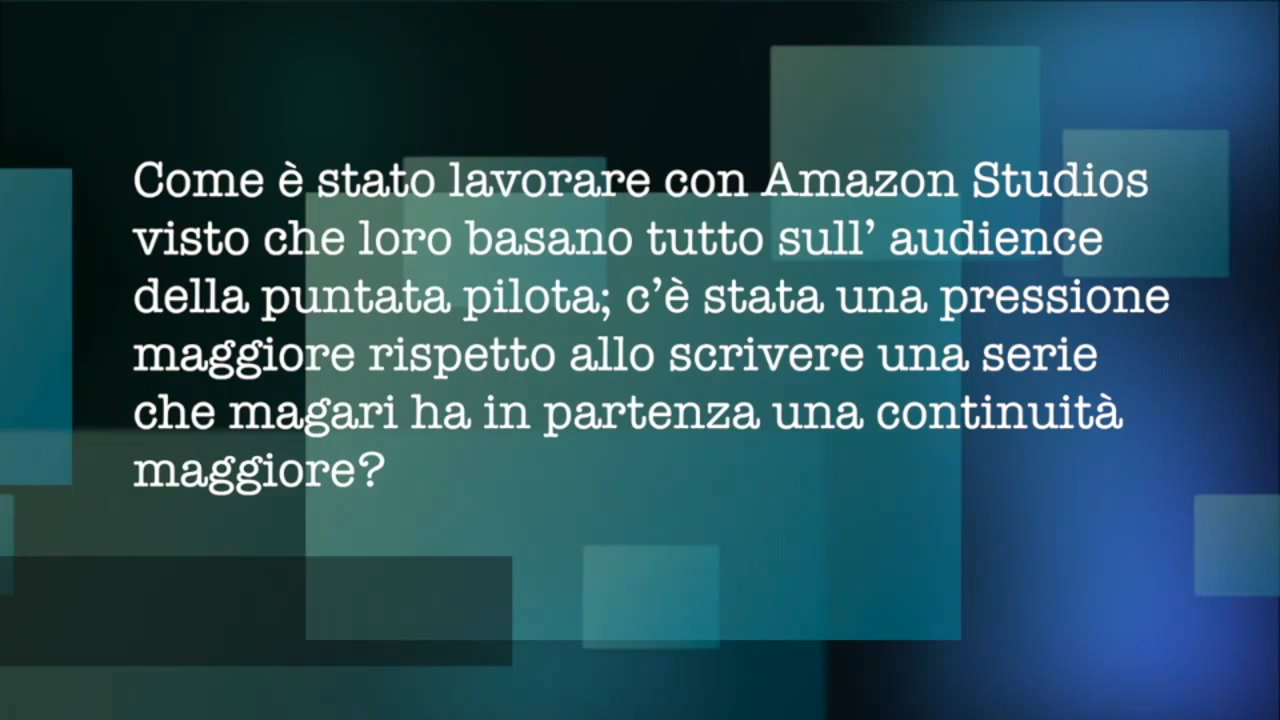 Come è stato lavorare con Amazon Studios
visto che loro basano tutto sull’ audience
della puntata pilota; c’è stata una pressione
maggiore rispetto allo scrivere una serie
che magari ha in partenza una continuità
maggiore?